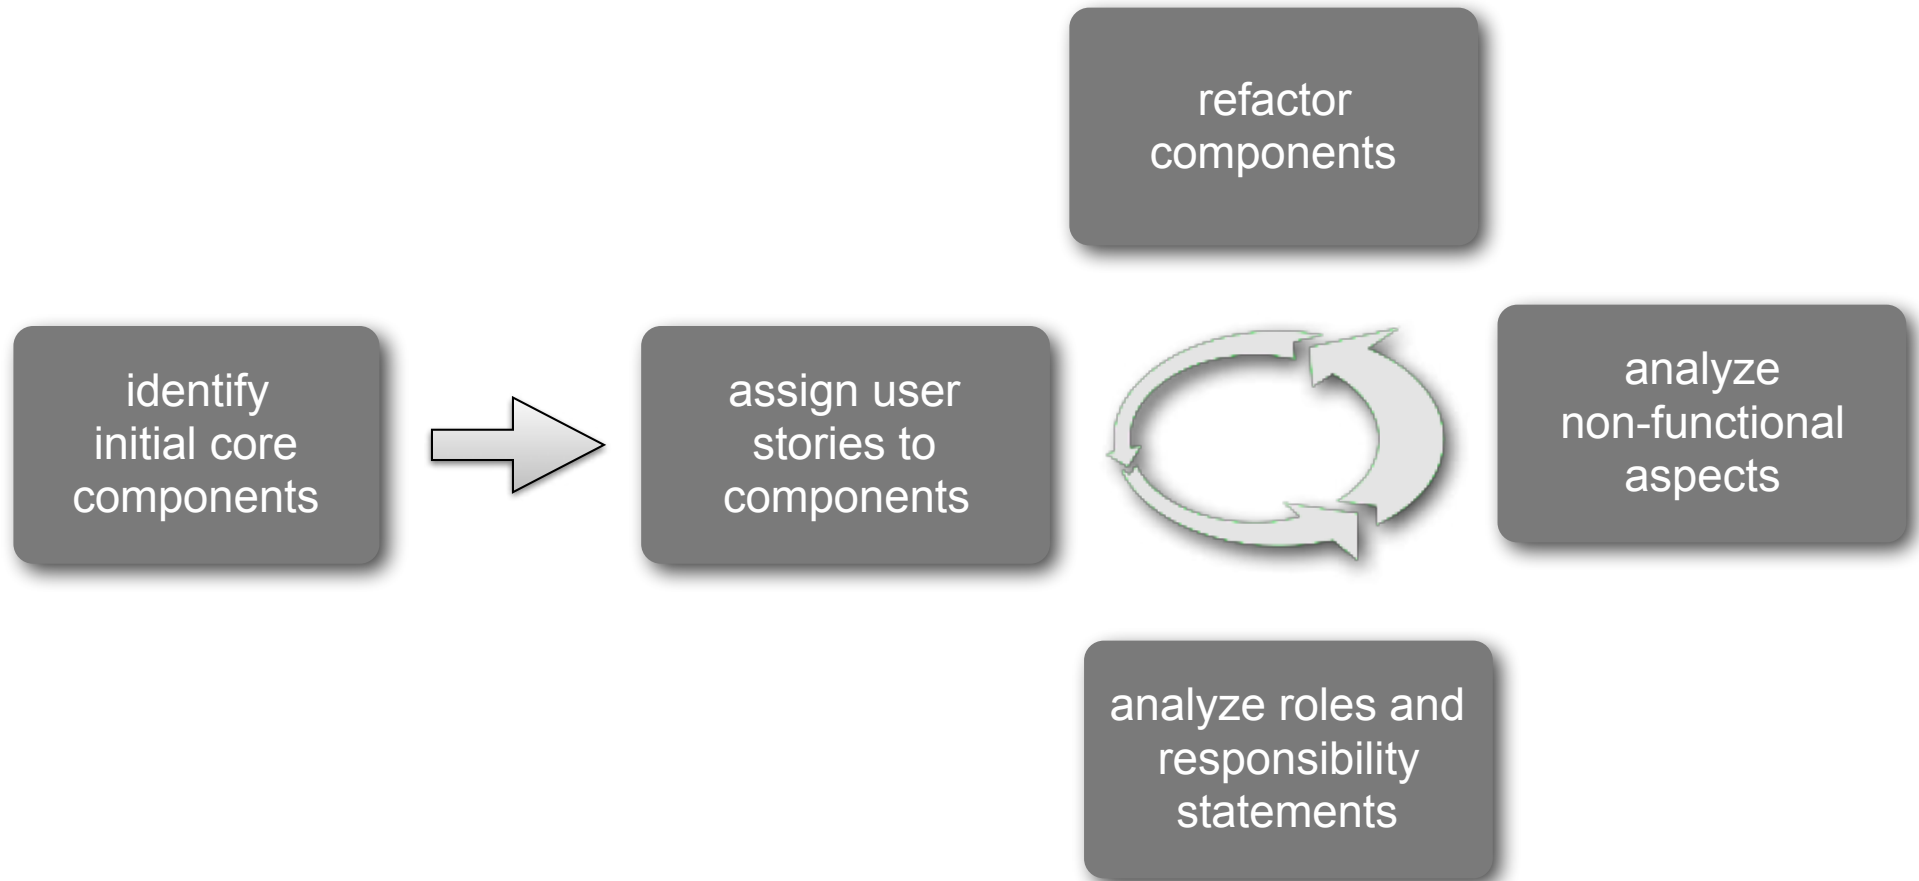 refactor
components
identify
initial core
components
assign user
stories to
components
analyze
non-functional
aspects
analyze roles and
responsibility
statements